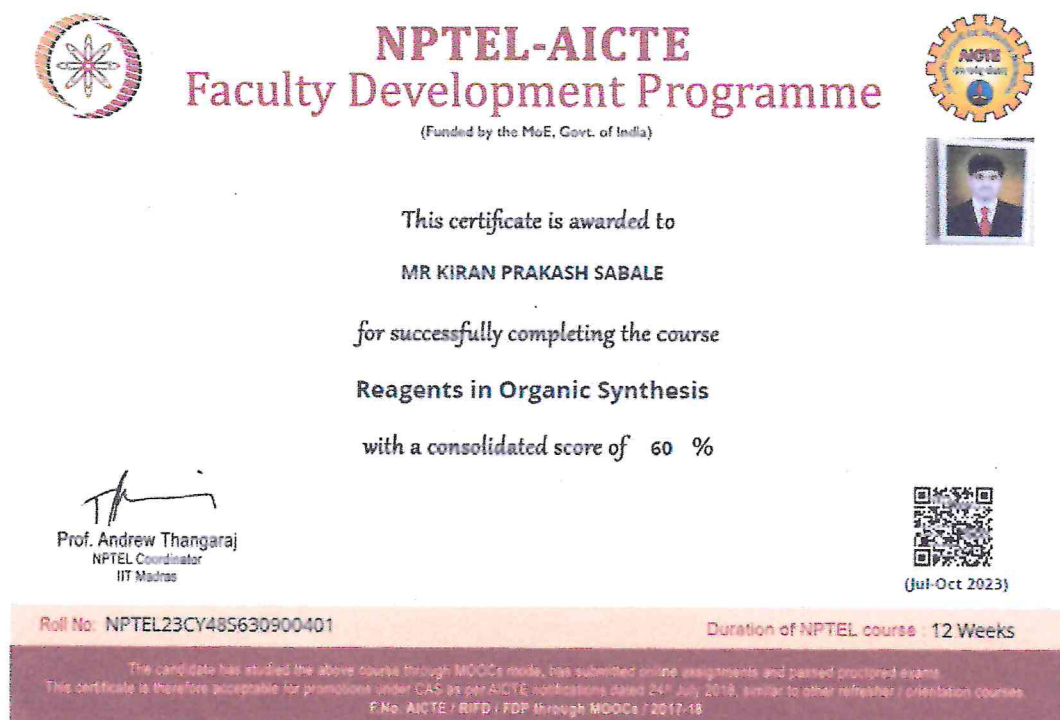 NPTEL-AICTE
Faculty Development Programme
(Funded by the MoE, Govt. of India)
AICTE
This certificate is awarded to
MR KIRAN PRAKASH SABALE
for successfully completing the course
Reagents in Organic Synthesis
with a consolidated score of 60 %
Prof. Andrew Thangaraj
NPTEL Coordinator
IIT Madras
(Jul-Oct 2023)
Roll No: NPTEL23CY48S630900401
Duration of NPTEL course : 12 Weeks
The candidate has studied the above course through MOOCs mode, has submitted online assignments and passed proctored exams.
This certificate is therefore acceptable for promotions under CAS as per AICTE notifications dated 24th July 2018, similar to other refresher / orientation courses.
F.No. AICTE / RIFD / FDP through MOOCs / 2017-18